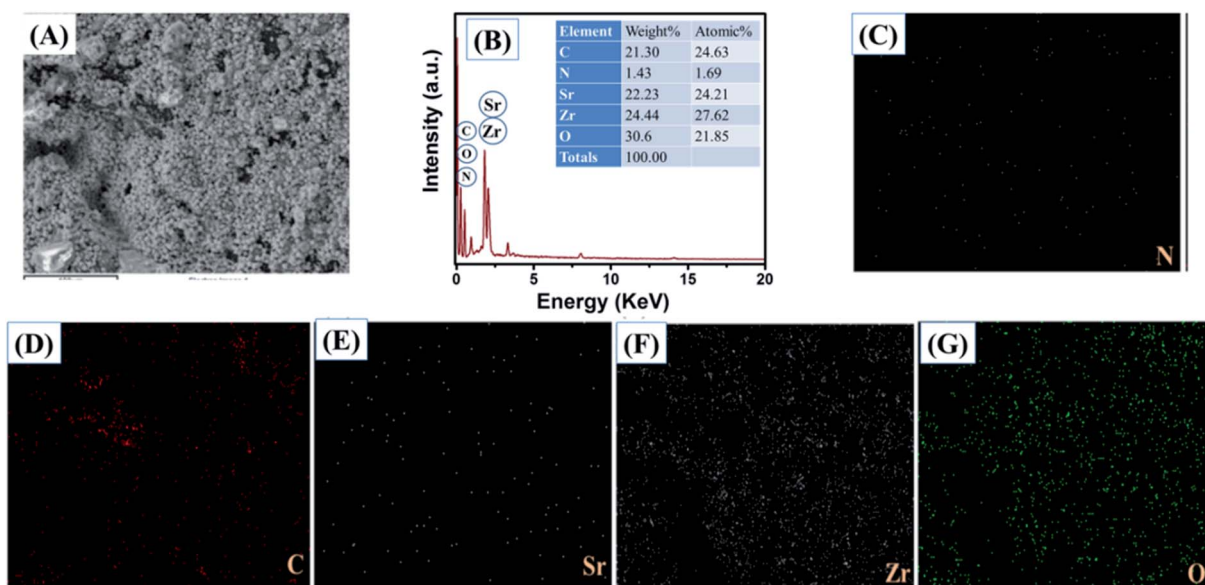 (A)
(B)
Intensity (a.u.)
C
O
N
Sr
Zr
Element Weight% Atomic%
C 21.30 24.63
N 1.43 1.69
Sr 22.23 24.21
Zr 24.44 27.62
O 30.6 21.85
Totals 100.00
0 5 10 15 20
Energy (KeV)
(C)
N
(D)
C
(E)
Sr
(F)
Zr
(G)
O